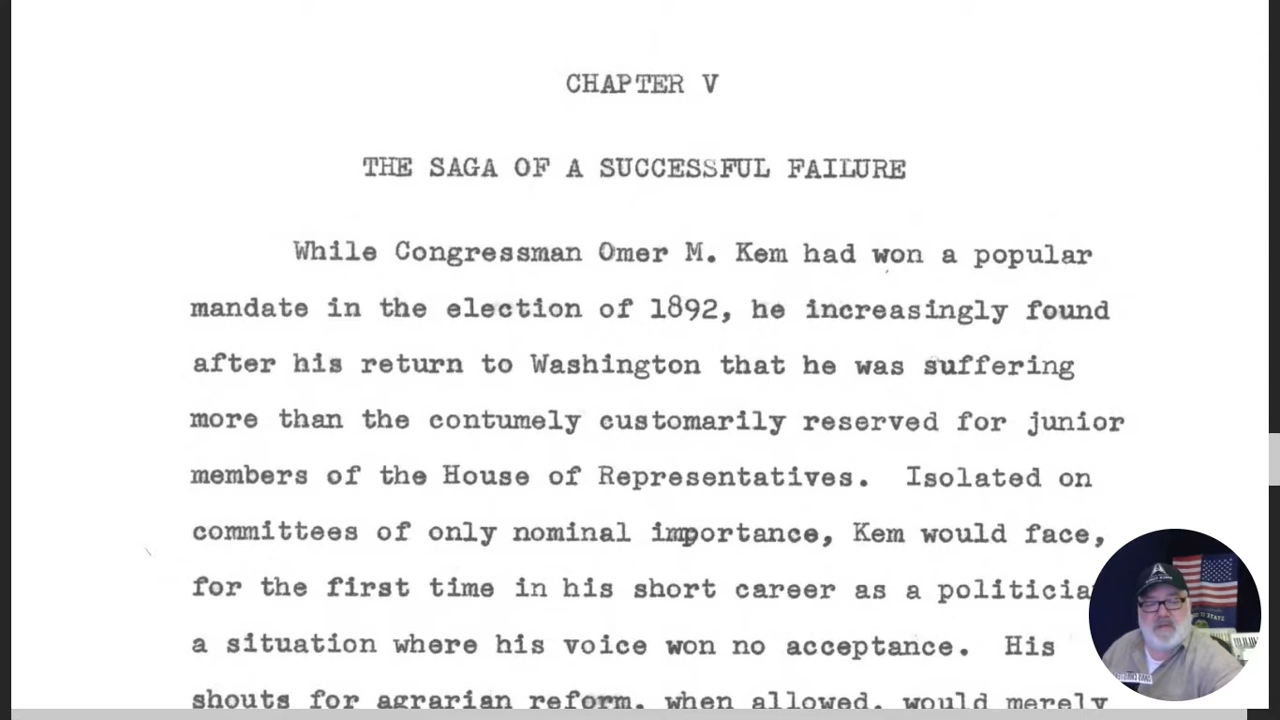 CHAPTER V
THE SAGA OF A SUCCESSFUL FAILURE
While Congressman Omer M. Kem had won a popular
mandate in the election of 1892, he increasingly found
after his return to Washington that he was suffering
more than the contumely customarily reserved for junior
members of the House of Representatives. Isolated on
committees of only nominal importance, Kem would face,
for the first time in his short career as a
a situation where his voice won no acceptance. His
shouts for agrarian reform, when allowed, would merely